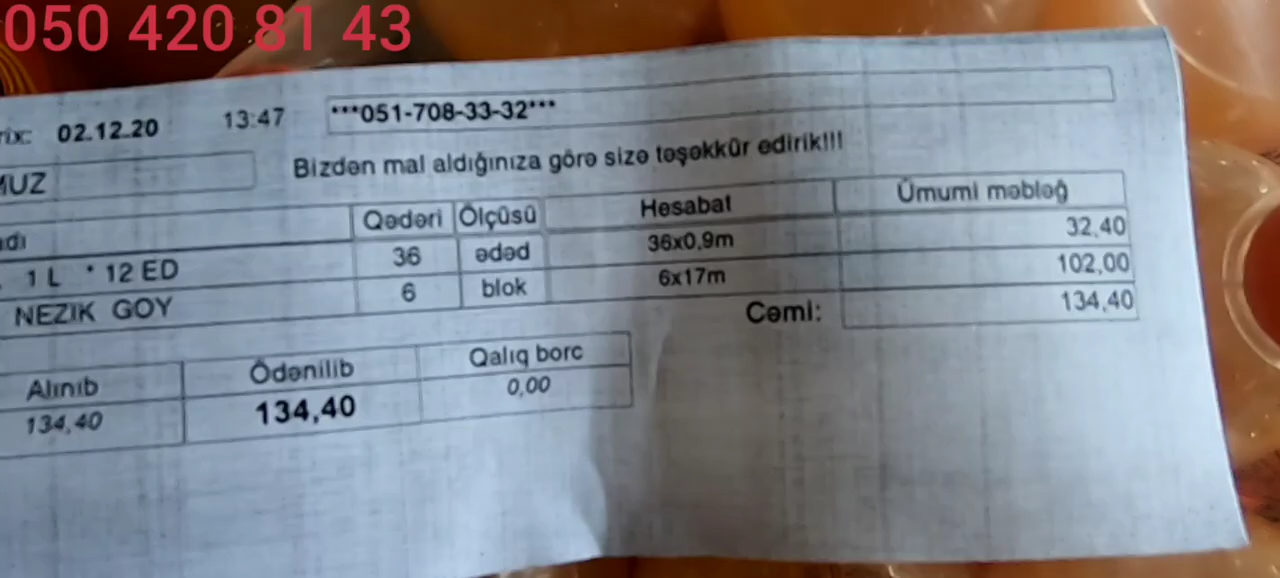 050 420 81 43
rix: 02.12.20 13:47 ***051-708-33-32***
MUZ Bizdən mal aldığınıza görə sizə təşəkkür edirik!!!
adı Qədəri Ölçüsü Hesabat Ümumi məbləğ
1 L * 12 ED 36 ədəd 36x0,9m 32,40
NEZIK GOY 6 blok 6x17m 102,00
Cəmi: 134,40
Alınıb Ödənilib Qalıq borc
134,40 134,40 0,00